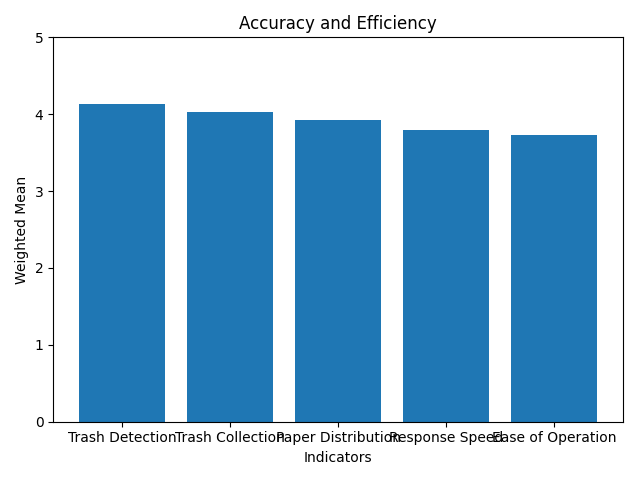 Accuracy and Efficiency
5
4
3
2
1
0
Weighted Mean
Trash Detection Trash Collection Paper Distribution Response Speed Ease of Operation
Indicators